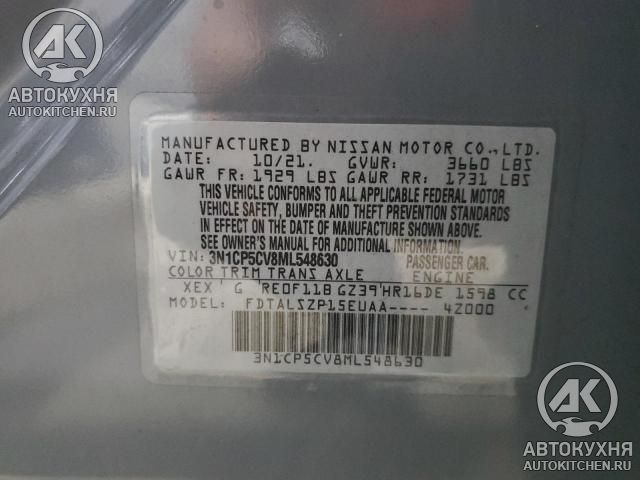 АК
АВТОКУХНЯ
AUTOKITCHEN.RU
MANUFACTURED BY NISSAN MOTOR CO.,LTD.
DATE: 10/21. GVWR: 3660 LBS
GAWR FR: 1929 LBS GAWR RR: 1731 LBS
THIS VEHICLE CONFORMS TO ALL APPLICABLE FEDERAL MOTOR
VEHICLE SAFETY, BUMPER AND THEFT PREVENTION STANDARDS
IN EFFECT ON THE DATE OF MANUFACTURE SHOWN ABOVE.
SEE OWNER'S MANUAL FOR ADDITIONAL INFORMATION.
VIN: 3N1CP5CV8ML548630 PASSENGER CAR.
COLOR TRIM TRANS AXLE ENGINE
XEX G RE0F11B GZ39 HR16DE 1598 CC
MODEL: FDTALSZP15EUAA---- 4Z000
3N1CP5CV8ML548630
АК
АВТОКУХНЯ
AUTOKITCHEN.RU